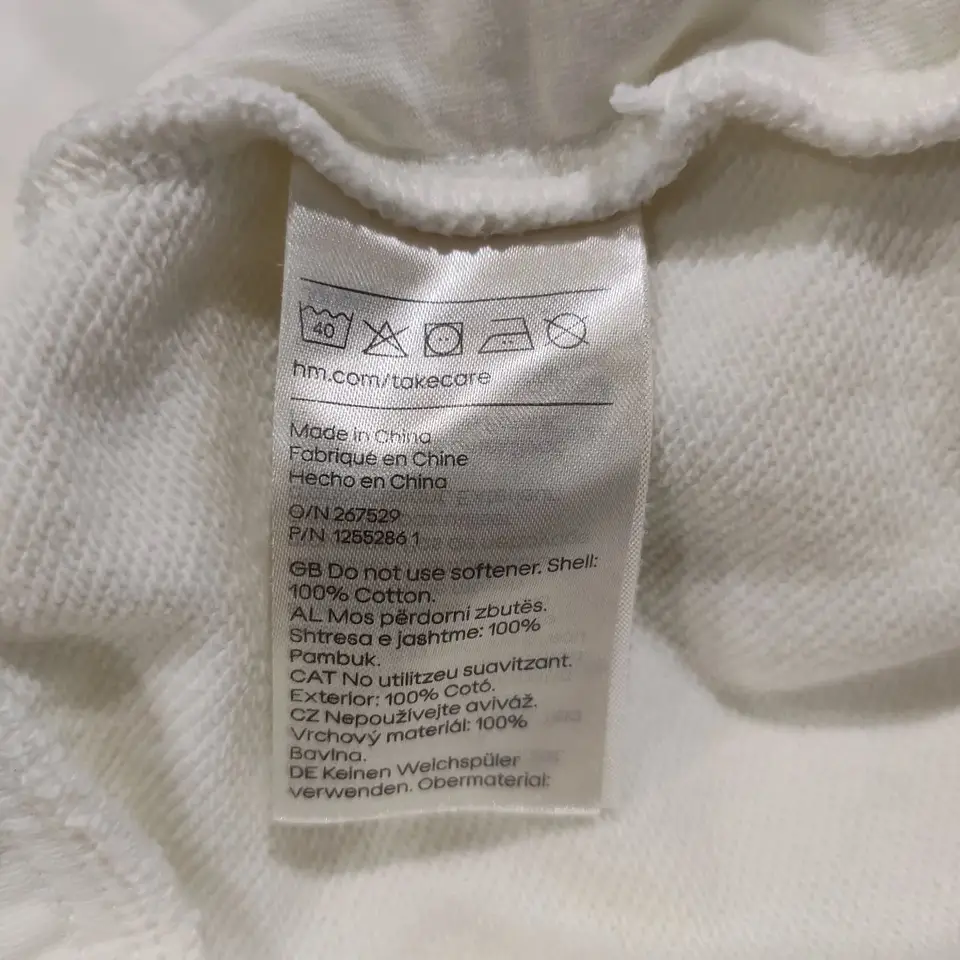 40
hm.com/takecare
Made in China
Fabriqué en Chine
Hecho en China
O/N 267529
P/N 1255286 1
GB Do not use softener. Shell:
100% Cotton.
AL Mos përdorni zbutës.
Shtresa e jashtme: 100%
Pambuk.
CAT No utilitzeu suavitzant.
Exterior: 100% Cotó.
CZ Nepoužívejte aviváž.
Vrchový materiál: 100%
Bavlna.
DE Keinen Weichspüler
verwenden. Obermaterial: